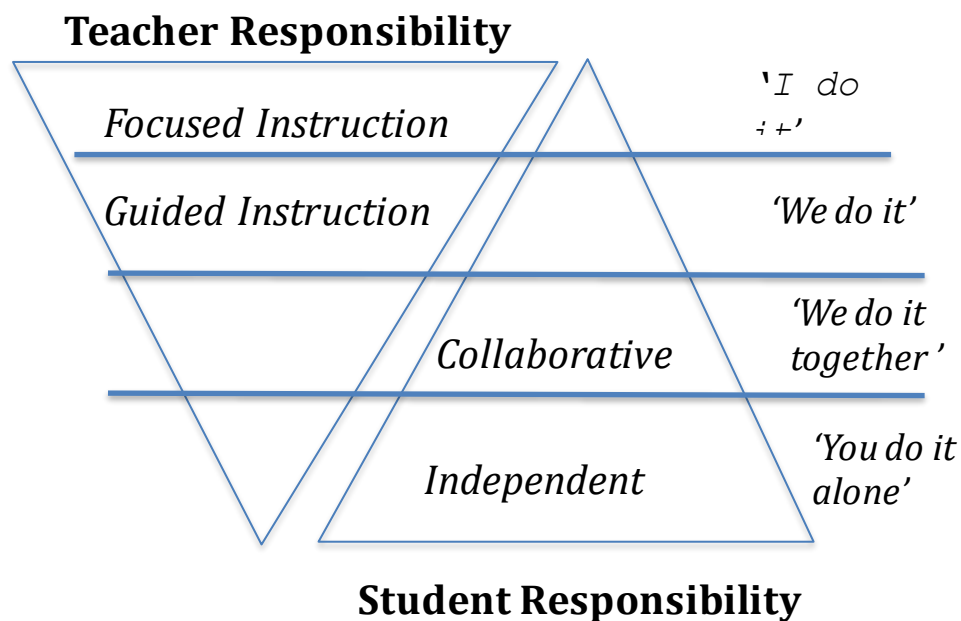 Teacher Responsibility
Focused Instruction
‘I do
it’
Guided Instruction
‘We do it’
Collaborative
‘We do it
together ’
Independent
‘You do it
alone’
Student Responsibility